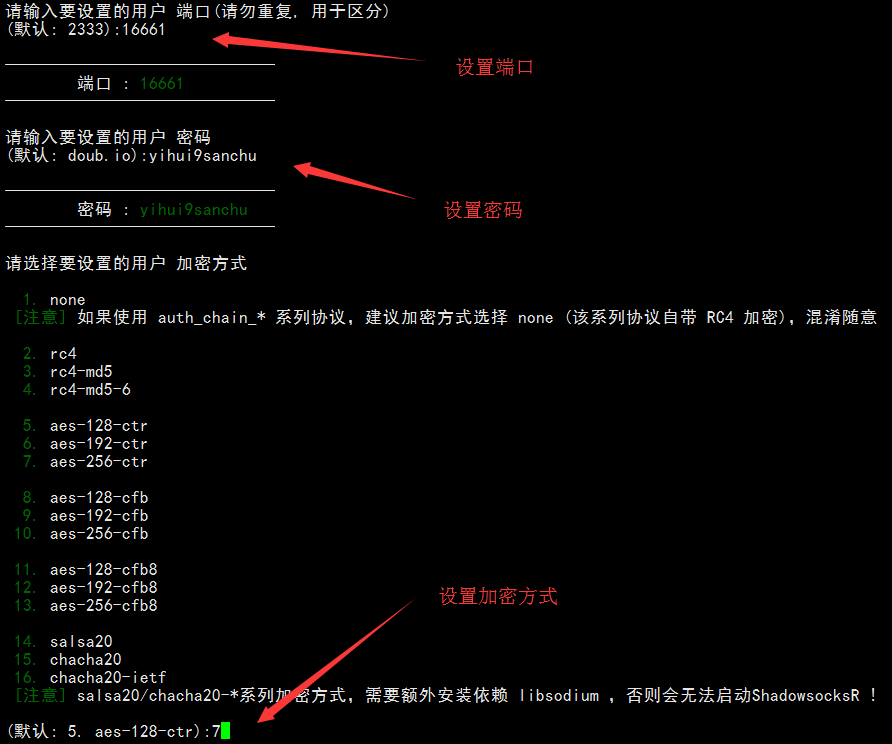 请输入要设置的用户 端口(请勿重复, 用于区分)
(默认: 2333):16661
设置端口
端口 : 16661
请输入要设置的用户 密码
(默认: doub.io):yihui9sanchu
密码 : yihui9sanchu
设置密码
请选择要设置的用户 加密方式
1. none
[注意] 如果使用 auth_chain_* 系列协议，建议加密方式选择 none (该系列协议自带 RC4 加密)，混淆随意
2. rc4
3. rc4-md5
4. rc4-md5-6
5. aes-128-ctr
6. aes-192-ctr
7. aes-256-ctr
8. aes-128-cfb
9. aes-192-cfb
10. aes-256-cfb
11. aes-128-cfb8
12. aes-192-cfb8
13. aes-256-cfb8
设置加密方式
14. salsa20
15. chacha20
16. chacha20-ietf
[注意] salsa20/chacha20-*系列加密方式，需要额外安装依赖 libsodium ，否则会无法启动ShadowsocksR !
(默认: 5. aes-128-ctr):7